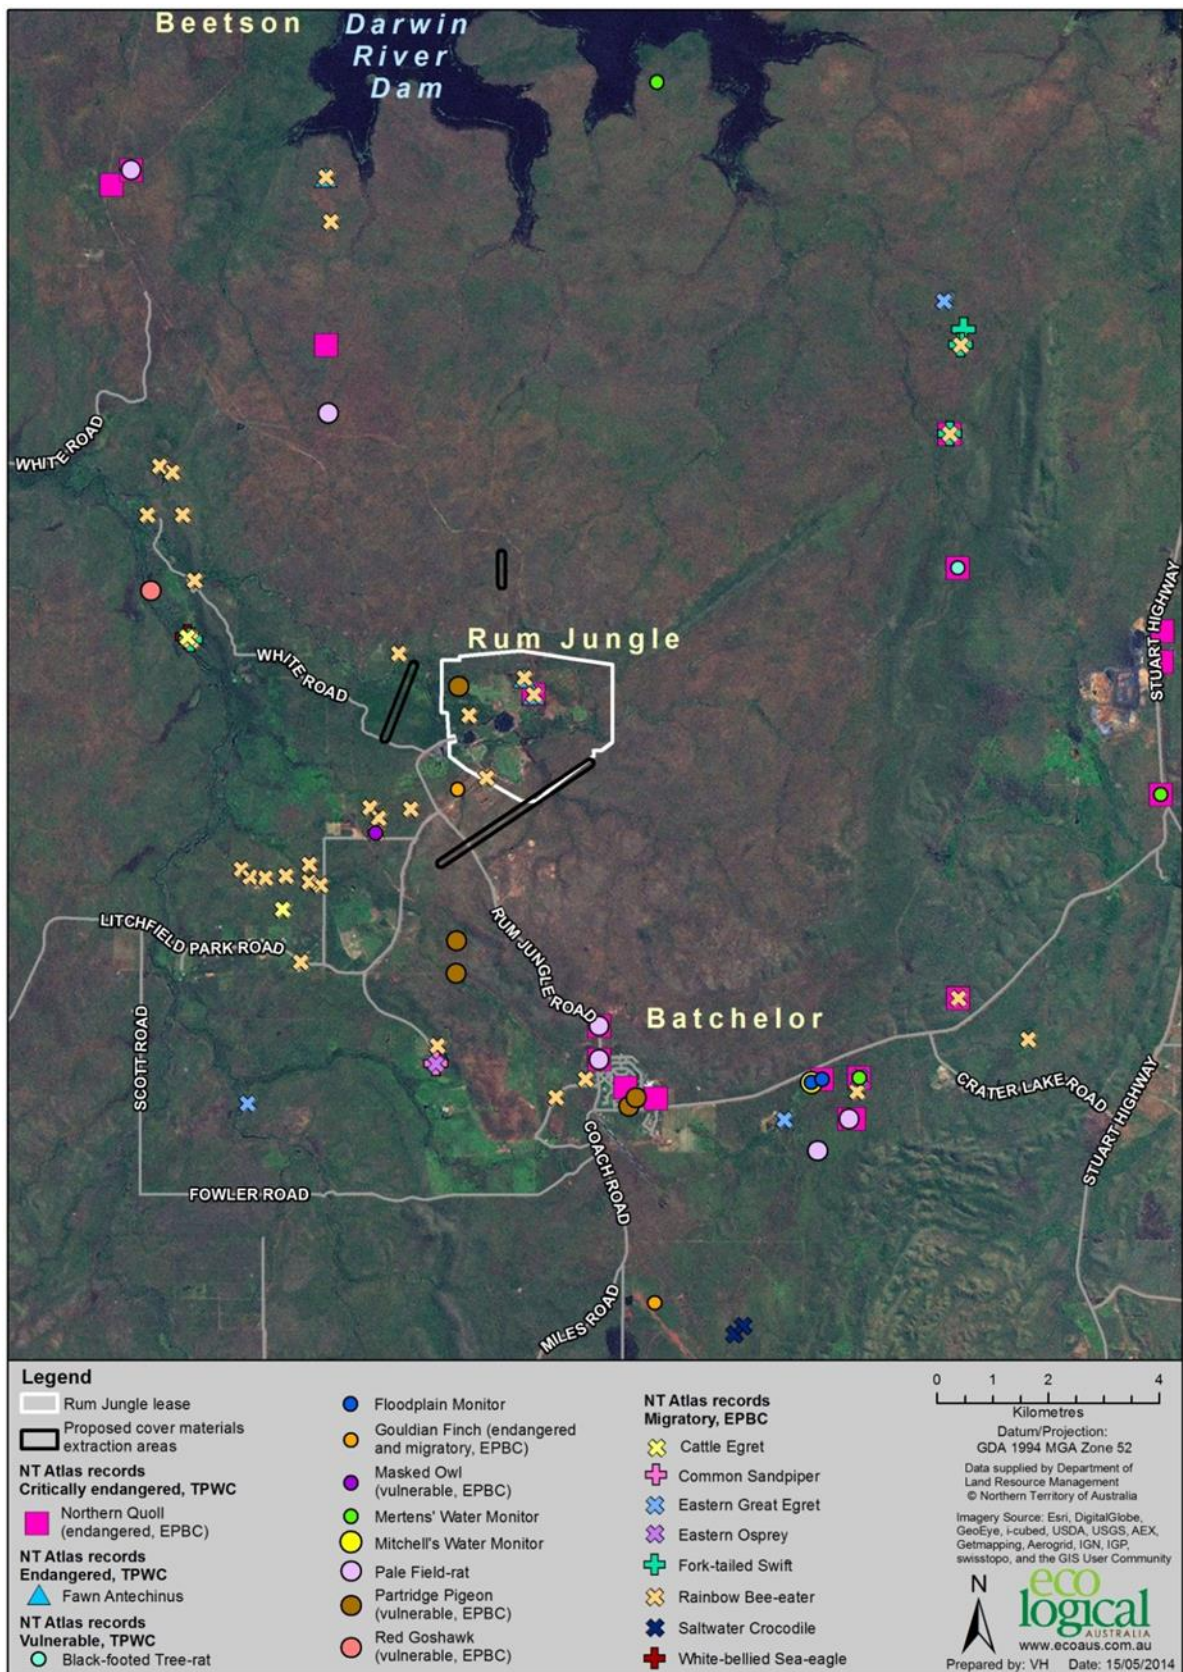 Beetson
Darwin
River
Dam
WHITE ROAD
STUART HIGHWAY
Rum Jungle
WHITE ROAD
LITCHFIELD PARK ROAD
RUM JUNGLE ROAD
Batchelor
SCOTT ROAD
CRATER LAKE ROAD
STUART HIGHWAY
COACH ROAD
FOWLER ROAD
MILES ROAD
Legend
Rum Jungle lease
Proposed cover materials
extraction areas
NT Atlas records
Critically endangered, TPWC
Northern Quoll
(endangered, EPBC)
NT Atlas records
Endangered, TPWC
Fawn Antechinus
NT Atlas records
Vulnerable, TPWC
Black-footed Tree-rat
Floodplain Monitor
Gouldian Finch (endangered
and migratory, EPBC)
Masked Owl
(vulnerable, EPBC)
Mertens' Water Monitor
Mitchell's Water Monitor
Pale Field-rat
Partridge Pigeon
(vulnerable, EPBC)
Red Goshawk
(vulnerable, EPBC)
NT Atlas records
Migratory, EPBC
Cattle Egret
Common Sandpiper
Eastern Great Egret
Eastern Osprey
Fork-tailed Swift
Rainbow Bee-eater
Saltwater Crocodile
White-bellied Sea-eagle
0 1 2 4
Kilometres
Datum/Projection:
GDA 1994 MGA Zone 52
Data supplied by Department of
Land Resource Management
© Northern Territory of Australia
Imagery Source: Esri, DigitalGlobe,
GeoEye, i-cubed, USDA, USGS, AEX,
Getmapping, Aerogrid, IGN, IGP,
swisstopo, and the GIS User Community
N
eco
logical
AUSTRALIA
www.ecoaus.com.au
Prepared by: VH Date: 15/05/2014